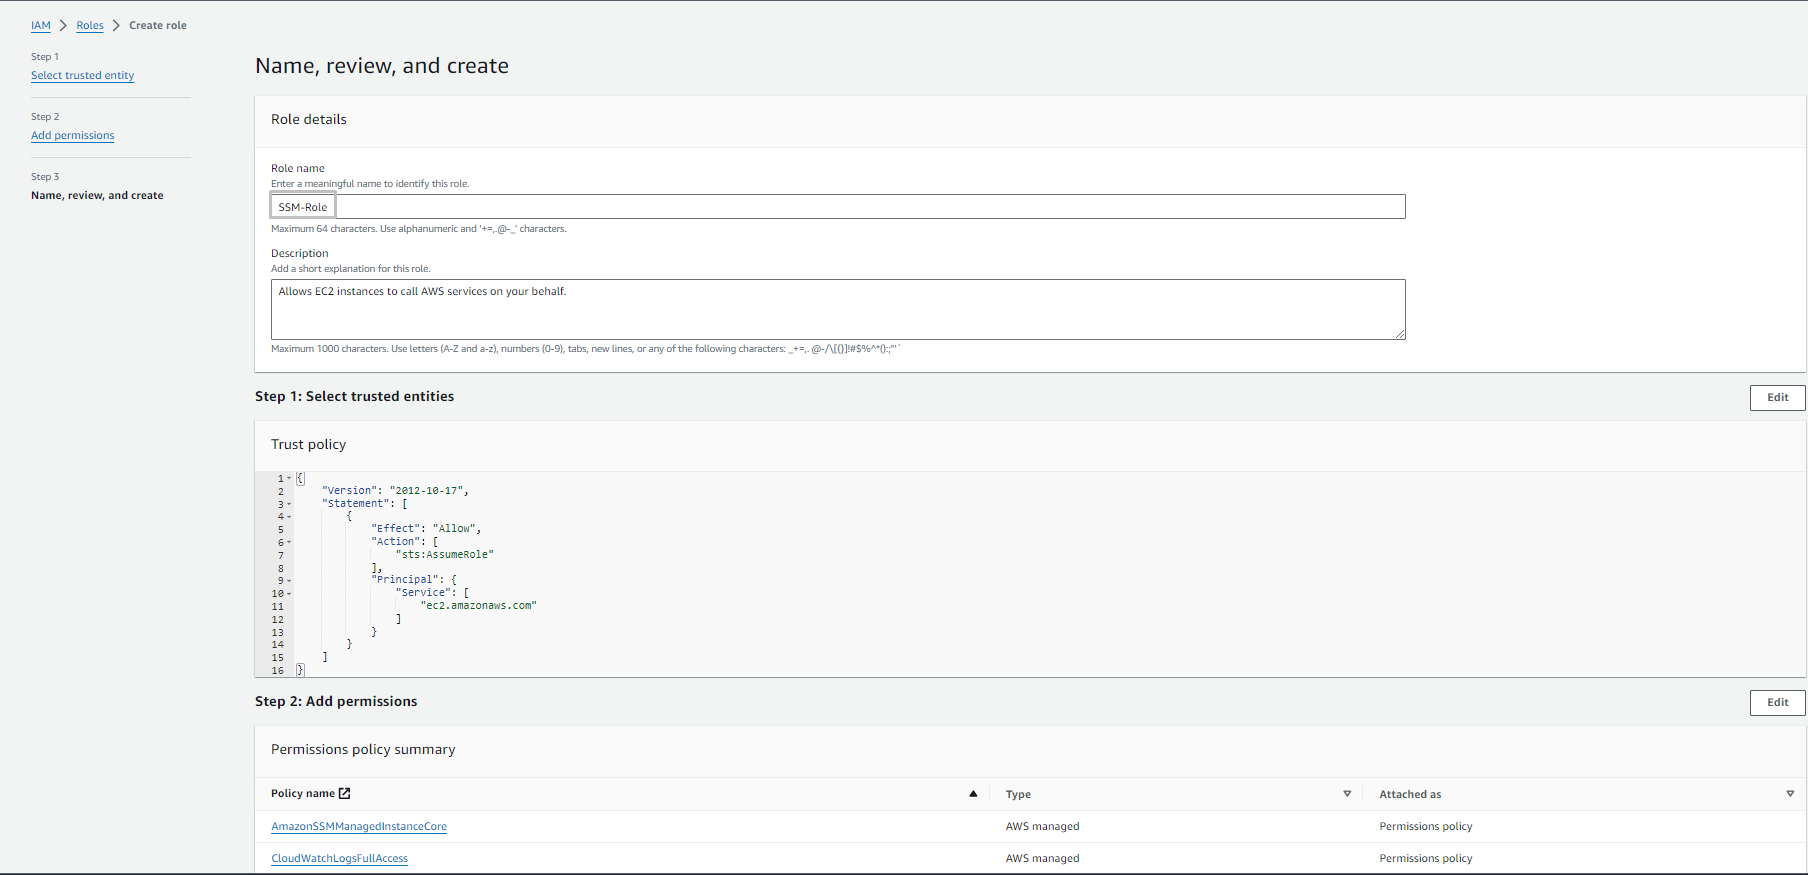 IAM > Roles > Create role
Step 1
Select trusted entity
Step 2
Add permissions
Step 3
Name, review, and create
Name, review, and create
Role details
Role name
Enter a meaningful name to identify this role.
SSM-Role
Maximum 64 characters. Use alphanumeric and '+=,.@-_' characters.
Description
Add a short explanation for this role.
Allows EC2 instances to call AWS services on your behalf.
Maximum 1000 characters. Use letters (A-Z and a-z), numbers (0-9), tabs, new lines, or any of the following characters: _+=,. @-/\[{}]!#$%^*();:"'`
Step 1: Select trusted entities
Edit
Trust policy
1 {
2 "Version": "2012-10-17",
3 "Statement": [
4 {
5 "Effect": "Allow",
6 "Action": [
7 "sts:AssumeRole"
8 ],
9 "Principal": {
10 "Service": [
11 "ec2.amazonaws.com"
12 ]
13 }
14 }
15 ]
16 }
Step 2: Add permissions
Edit
Permissions policy summary
Policy name Type Attached as
AmazonSSMManagedInstanceCore AWS managed Permissions policy
CloudWatchLogsFullAccess AWS managed Permissions policy